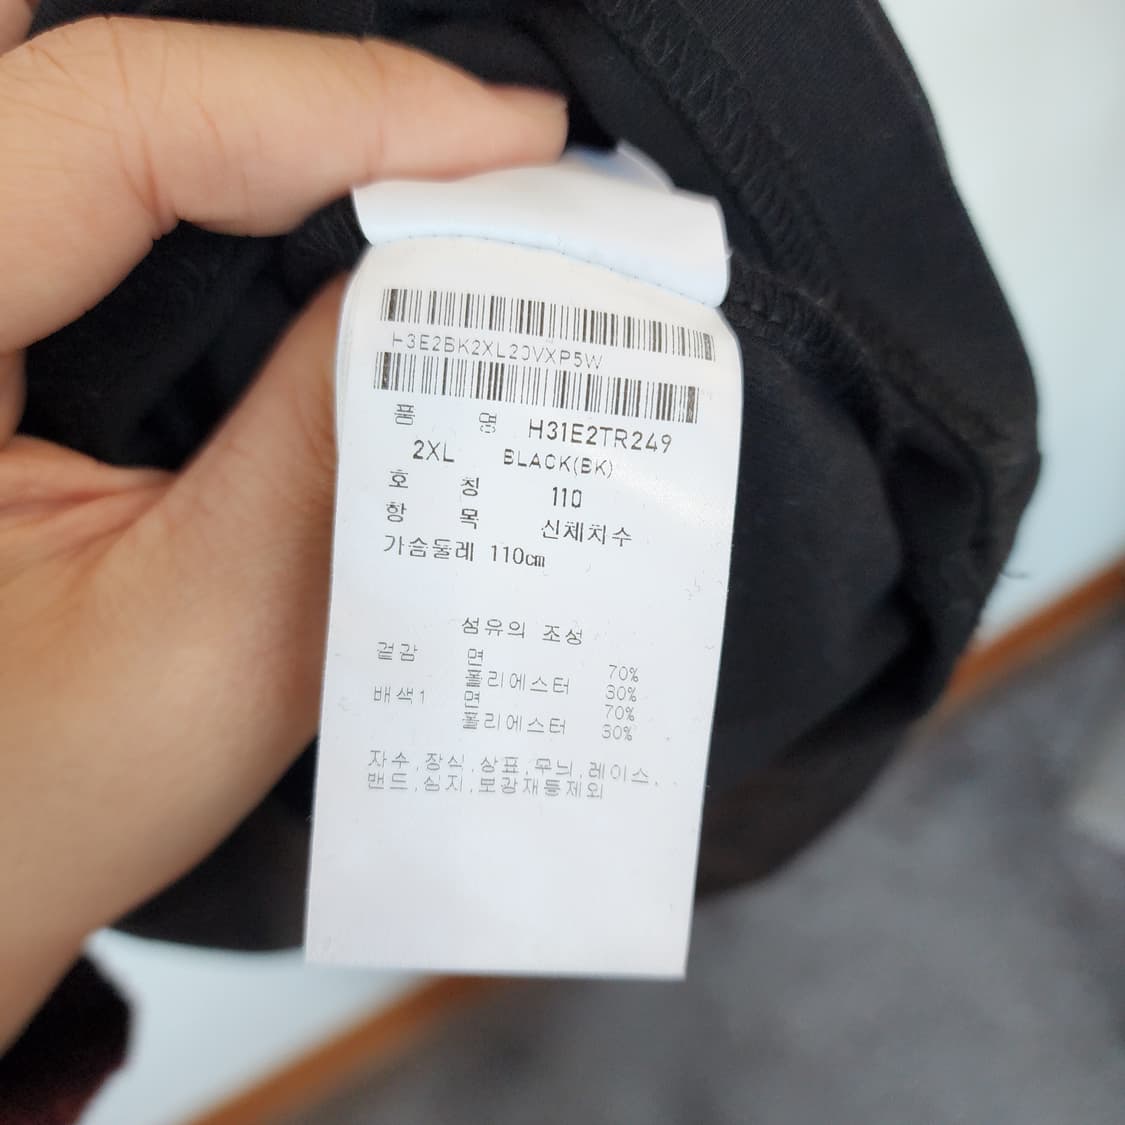 H3E2BK2XL20VXP5W
품 명 H31E2TR249
2XL BLACK(BK)
호 칭 110
항 목 신체치수
가슴둘레 110cm
섬유의 조성
겉감 면 70%
폴리에스터 30%
배색1 면 70%
폴리에스터 30%
자수,장식,상표,무늬,레이스,
밴드,심지,보강재등제외